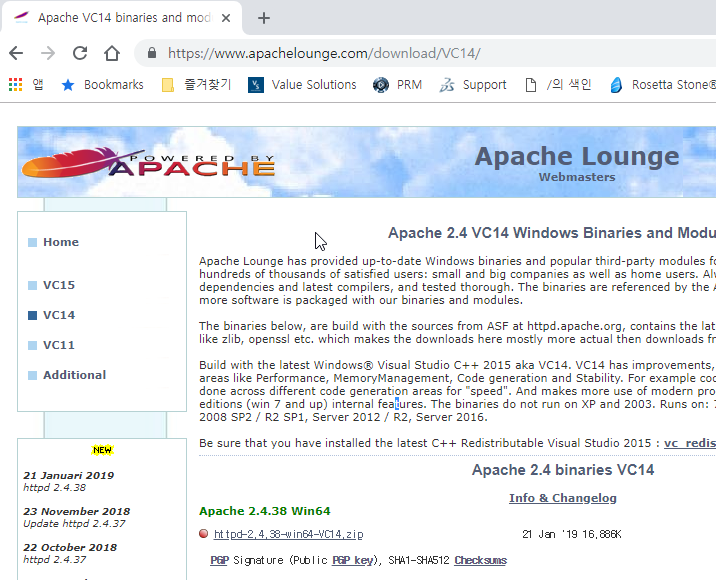 Apache VC14 binaries and mod
https://www.apachelounge.com/download/VC14/
앱 Bookmarks 즐겨찾기 Value Solutions PRM Support /의 색인 Rosetta Stone®
POWERED BY
APACHE
Apache Lounge
Webmasters
Home
VC15
VC14
VC11
Additional
NEW
21 Januari 2019
httpd 2.4.38
23 November 2018
Update httpd 2.4.37
22 October 2018
httpd 2.4.37
Apache 2.4 VC14 Windows Binaries and Modu
Apache Lounge has provided up-to-date Windows binaries and popular third-party modules fo
hundreds of thousands of satisfied users: small and big companies as well as home users. Alw
dependencies and latest compilers, and tested thorough. The binaries are referenced by the A
more software is packaged with our binaries and modules.
The binaries below, are build with the sources from ASF at httpd.apache.org, contains the lat
like zlib, openssl etc. which makes the downloads here mostly more actual then downloads fr
Build with the latest Windows® Visual Studio C++ 2015 aka VC14. VC14 has improvements,
areas like Performance, MemoryManagement, Code generation and Stability. For example cod
done across different code generation areas for "speed". And makes more use of modern pro
editions (win 7 and up) internal features. The binaries do not run on XP and 2003. Runs on: 7
2008 SP2 / R2 SP1, Server 2012 / R2, Server 2016.
Be sure that you have installed the latest C++ Redistributable Visual Studio 2015 : vc_redis
Apache 2.4 binaries VC14
Info & Changelog
Apache 2.4.38 Win64
httpd-2.4.38-win64-VC14.zip 21 Jan '19 16,886K
PGP Signature (Public PGP key), SHA1-SHA512 Checksums